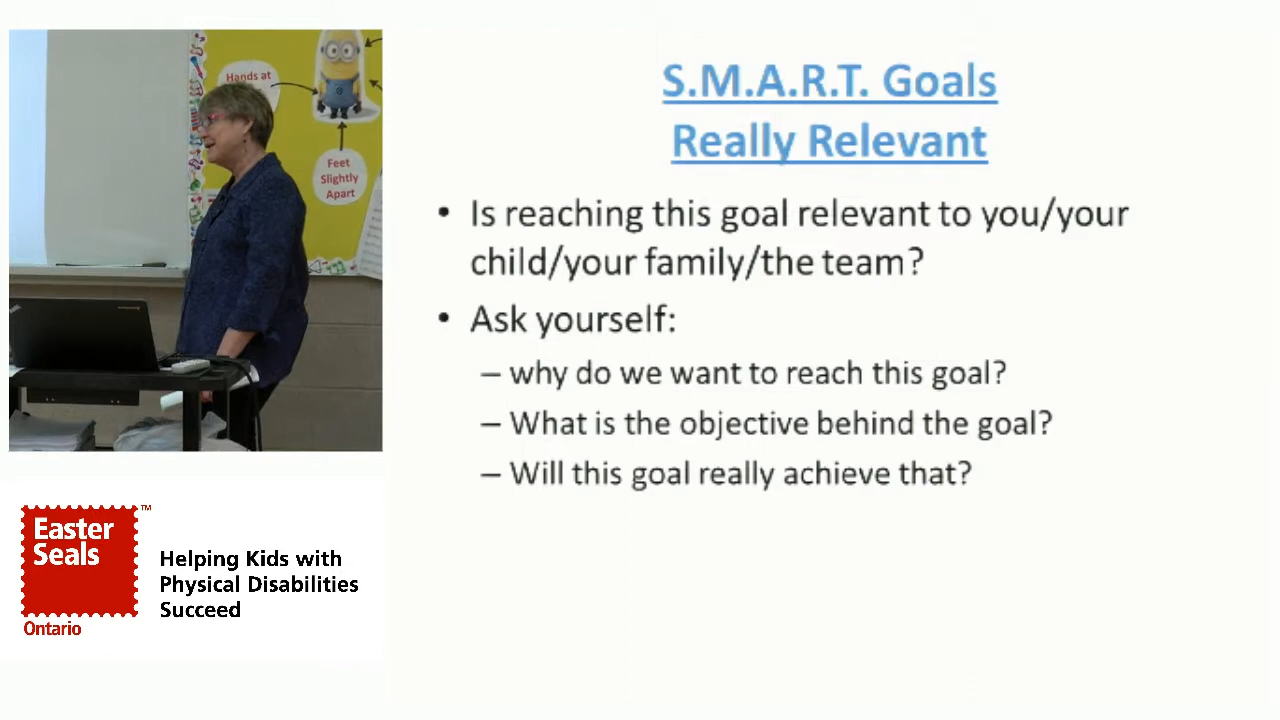 S.M.A.R.T. Goals
Really Relevant
• Is reaching this goal relevant to you/your
child/your family/the team?
• Ask yourself:
– why do we want to reach this goal?
– What is the objective behind the goal?
– Will this goal really achieve that?
Hands at
Feet
Slightly
Apart
Easter
Seals
™
Ontario
Helping Kids with
Physical Disabilities
Succeed